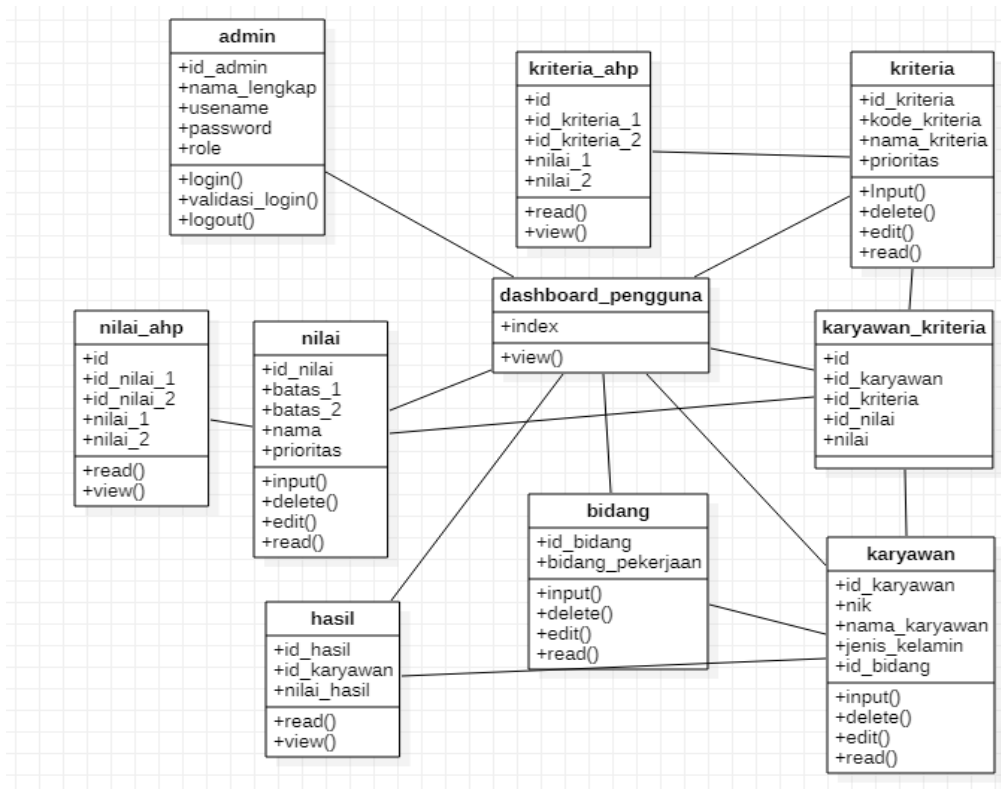 admin
+id_admin
+nama_lengkap
+usename
+password
+role
+login()
+validasi_login()
+logout()
kriteria_ahp
+id
+id_kriteria_1
+id_kriteria_2
+nilai_1
+nilai_2
+read()
+view()
kriteria
+id_kriteria
+kode_kriteria
+nama_kriteria
+prioritas
+Input()
+delete()
+edit()
+read()
dashboard_pengguna
+index
+view()
nilai_ahp
+id
+id_nilai_1
+id_nilai_2
+nilai_1
+nilai_2
+read()
+view()
nilai
+id_nilai
+batas_1
+batas_2
+nama
+prioritas
+input()
+delete()
+edit()
+read()
karyawan_kriteria
+id
+id_karyawan
+id_kriteria
+id_nilai
+nilai
bidang
+id_bidang
+bidang_pekerjaan
+input()
+delete()
+edit()
+read()
karyawan
+id_karyawan
+nik
+nama_karyawan
+jenis_kelamin
+id_bidang
+input()
+delete()
+edit()
+read()
hasil
+id_hasil
+id_karyawan
+nilai_hasil
+read()
+view()